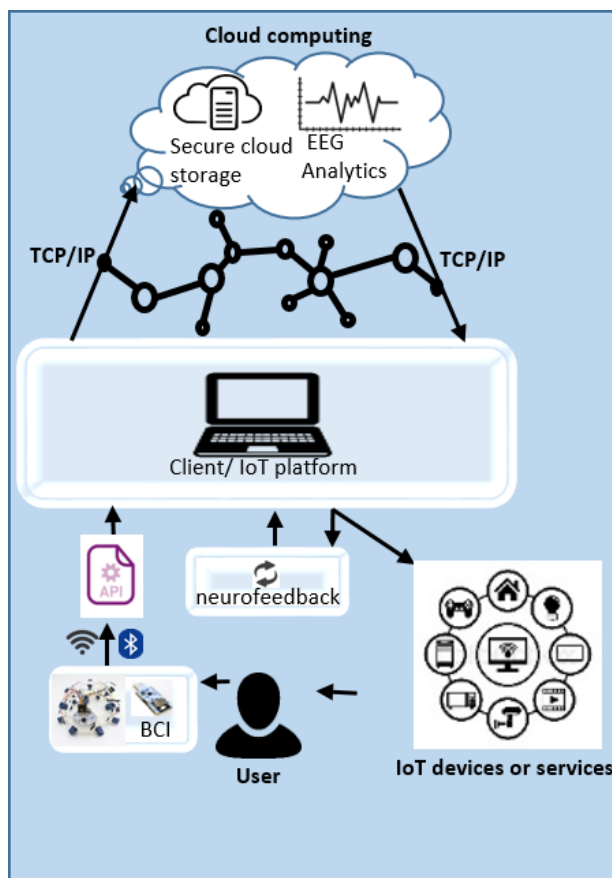 Cloud computing
Secure cloud
storage
EEG
Analytics
TCP/IP
TCP/IP
Client/ IoT platform
API
neurofeedback
BCI
User
IoT devices or services